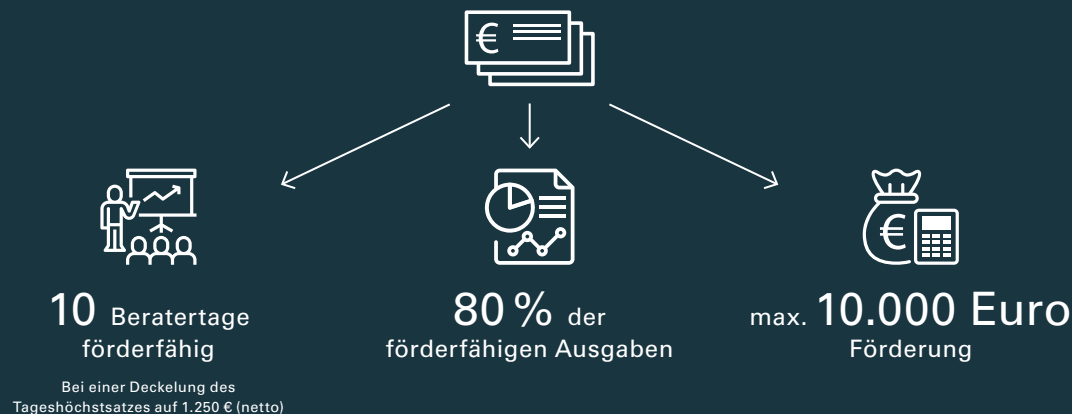 €
10 Beratertage
förderfähig
Bei einer Deckelung des
Tageshöchstsatzes auf 1.250 € (netto)
80 % der
förderfähigen Ausgaben
€
max. 10.000 Euro
Förderung